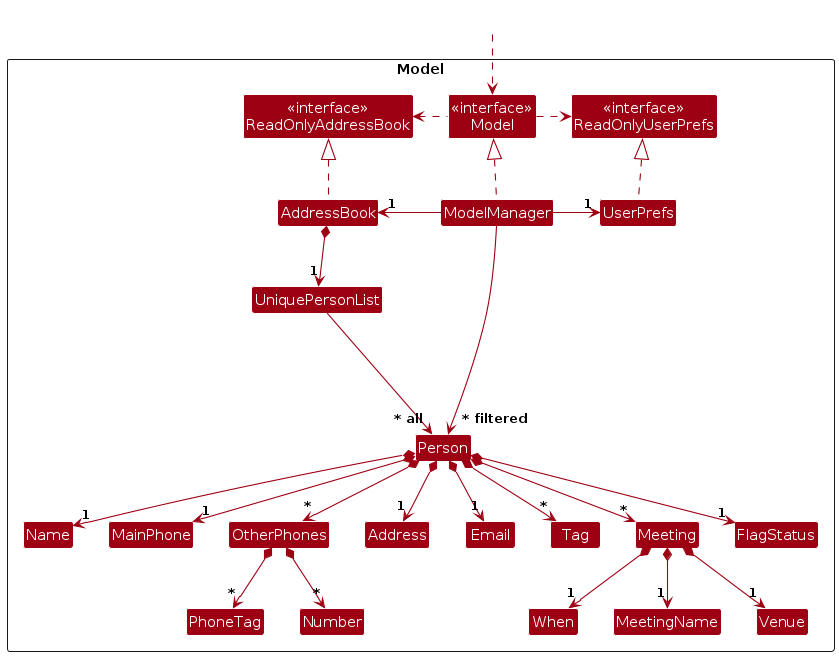 Model
«interface»
ReadOnlyAddressBook
«interface»
Model
«interface»
ReadOnlyUserPrefs
AddressBook
1
ModelManager
1
UserPrefs
1
UniquePersonList
* all
* filtered
Person
1
1
*
1
1
*
*
1
Name
MainPhone
OtherPhones
Address
Email
Tag
Meeting
FlagStatus
*
*
1
1
1
PhoneTag
Number
When
MeetingName
Venue